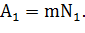 A₁ = mN₁.